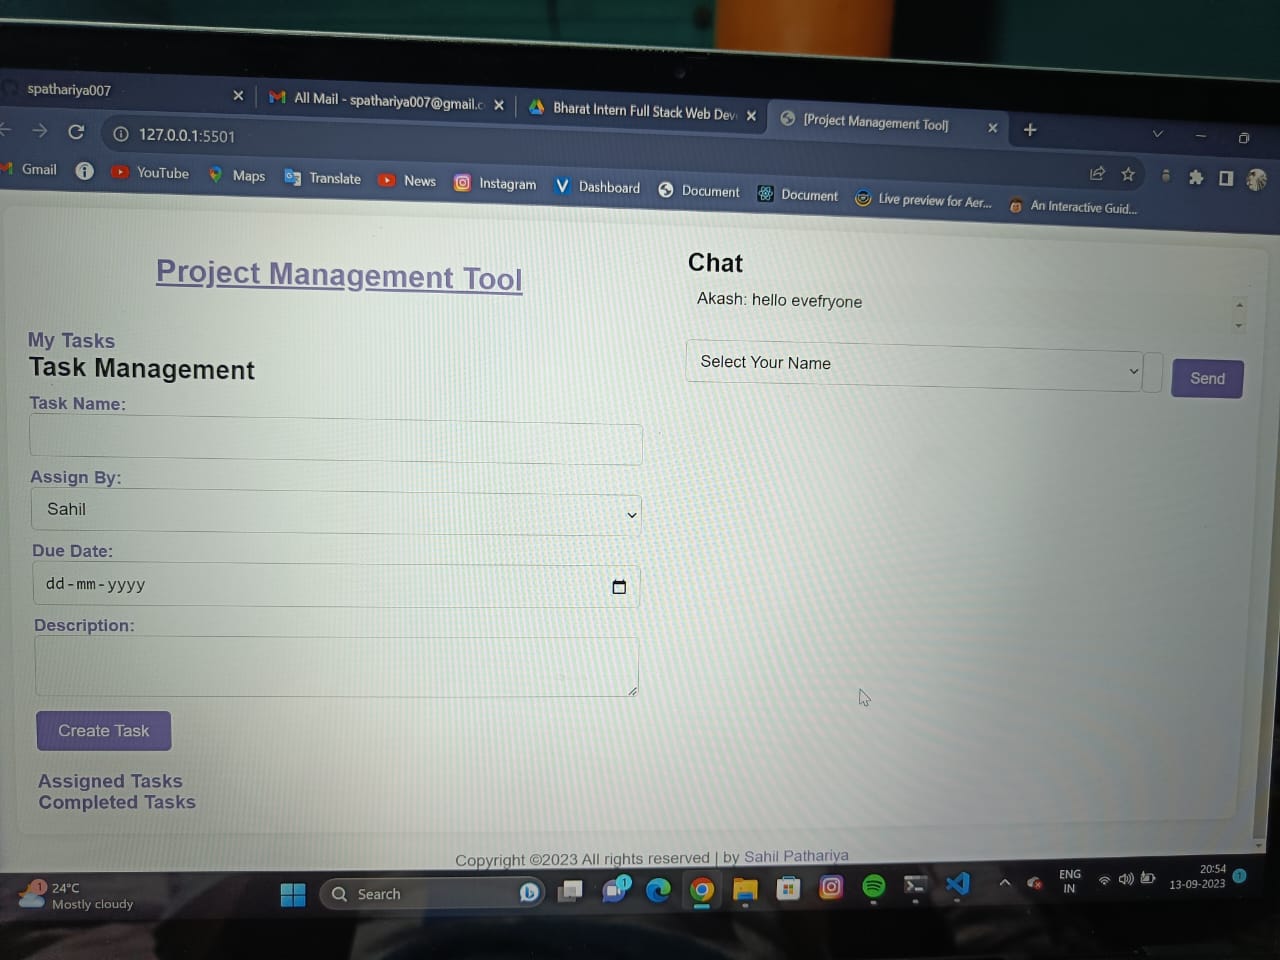 spathariya007
All Mail - spathariya007@gmail.c
Bharat Intern Full Stack Web Dev
[Project Management Tool]
127.0.0.1:5501
Gmail
YouTube
Maps
Translate
News
Instagram
Dashboard
Document
Document
Live preview for Aer...
An Interactive Guid...
Project Management Tool
My Tasks
Task Management
Task Name:
Assign By:
Sahil
Due Date:
dd-mm-yyyy
Description:
Create Task
Assigned Tasks
Completed Tasks
Chat
Akash: hello evefryone
Select Your Name
Send
Copyright ©2023 All rights reserved | by Sahil Pathariya
1
24°C
Mostly cloudy
Search
1
ENG
IN
20:54
13-09-2023
1